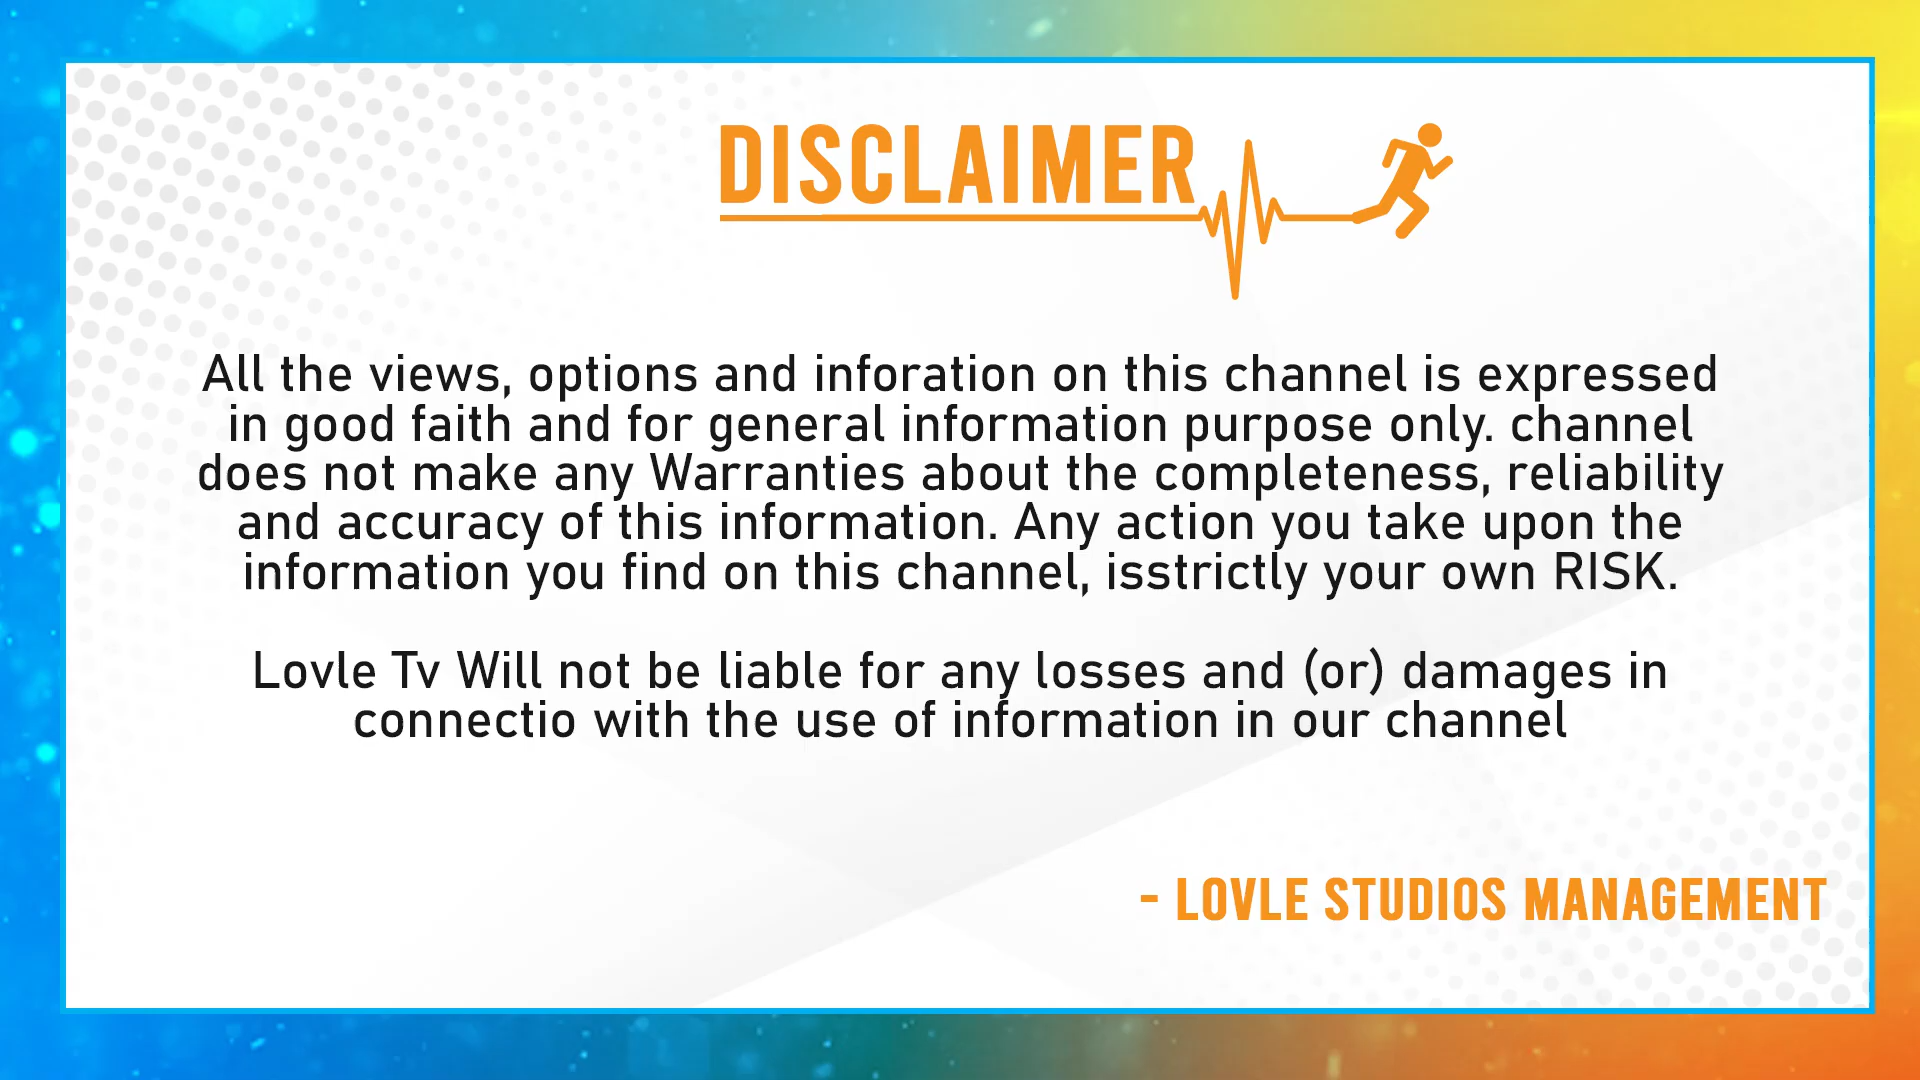 DISCLAIMER
All the views, options and inforation on this channel is expressed
in good faith and for general information purpose only. channel
does not make any Warranties about the completeness, reliability
and accuracy of this information. Any action you take upon the
information you find on this channel, isstrictly your own RISK.
Lovle Tv Will not be liable for any losses and (or) damages in
connectio with the use of information in our channel
- LOVLE STUDIOS MANAGEMENT